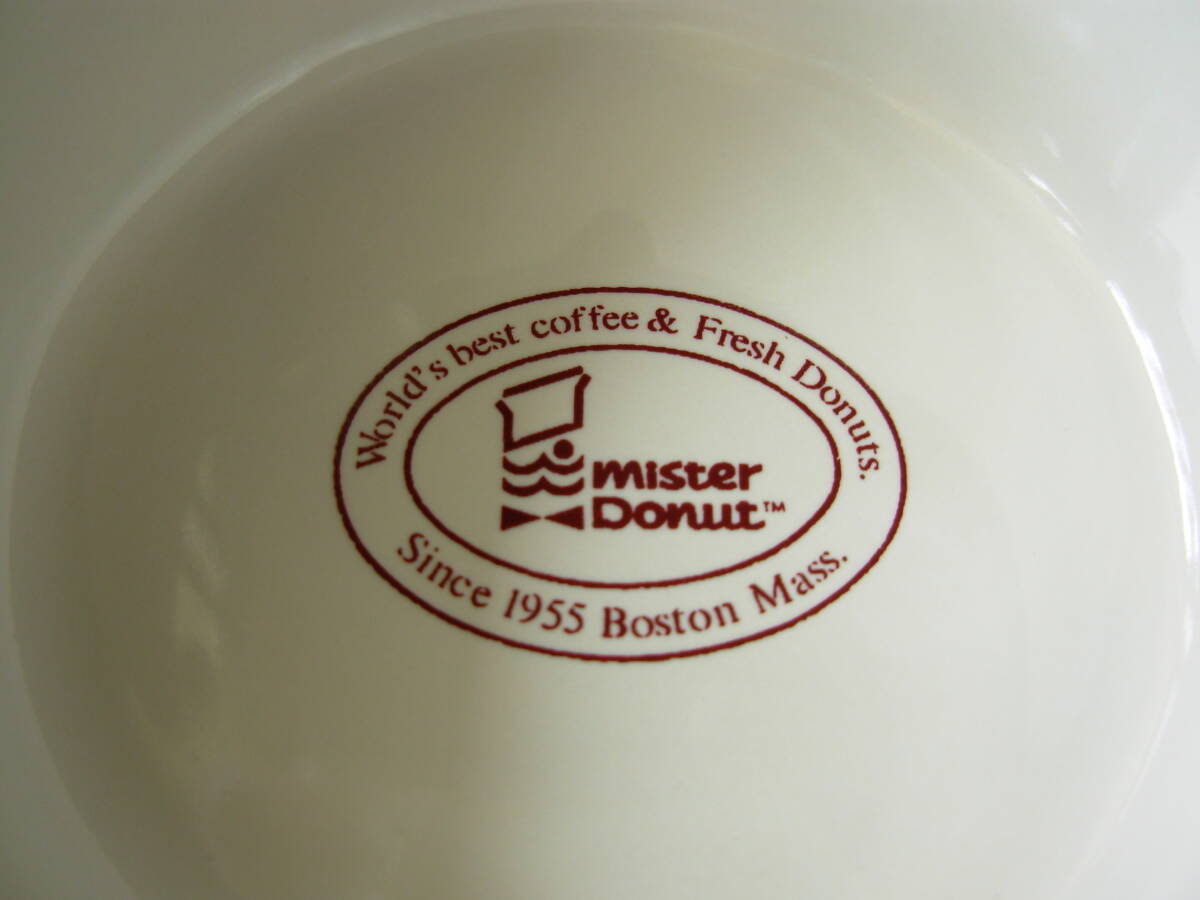 World's best coffee & Fresh Donuts.
mister
Donut™
Since 1955 Boston Mass.